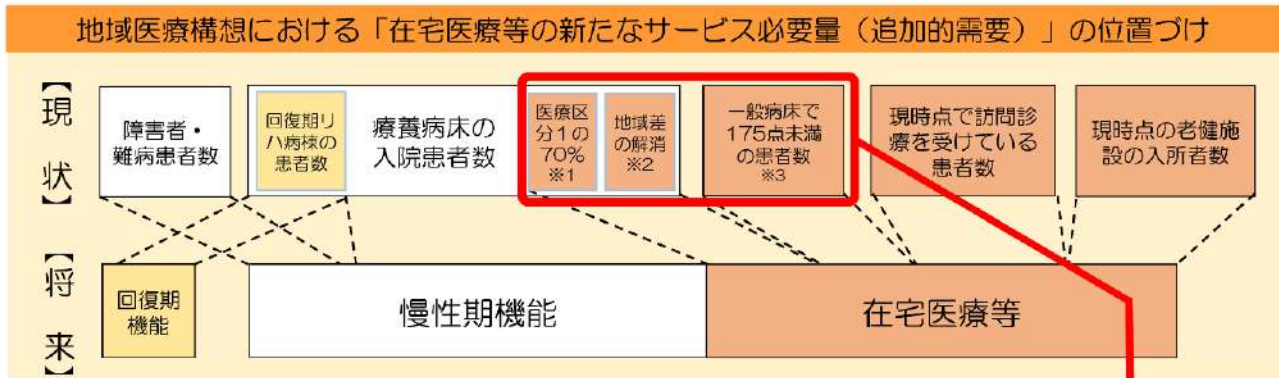 地域医療構想における「在宅医療等の新たなサービス必要量（追加的需要）」の位置づけ
【現状】
障害者・
難病患者数
回復期リ
ハ病棟の
患者数
療養病床の
入院患者数
医療区
分1の
70%
※1
地域差
の解消
※2
一般病床で
175点未満
の患者数
※3
現時点で訪問診
療を受けている
患者数
現時点の老健施
設の入所者数
【将来】
回復期
機能
慢性期機能
在宅医療等